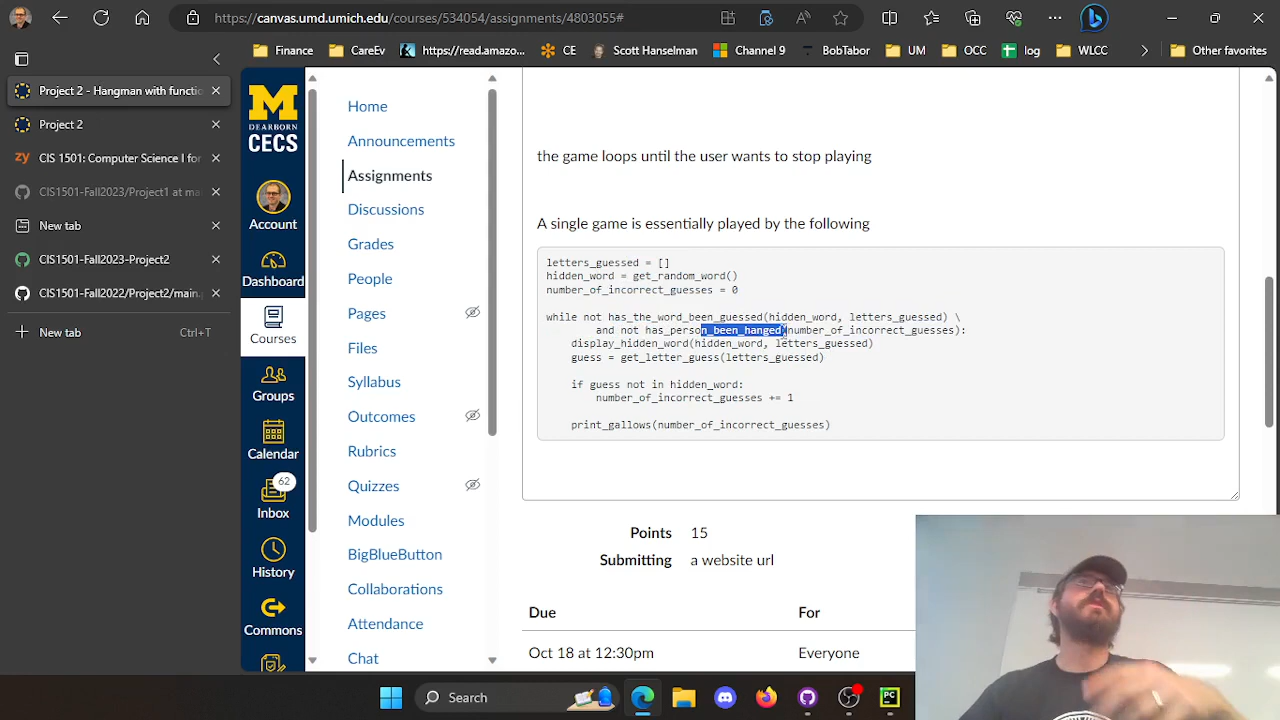 https://canvas.umd.umich.edu/courses/534054/assignments/4803055#
Finance
CareEv
https://read.amazo...
CE
Scott Hanselman
Channel 9
BobTabor
UM
OCC
log
WLCC
Other favorites
Project 2 - Hangman with functio
Project 2
zy CIS 1501: Computer Science I for
CIS1501-Fall2023/Project1 at ma
New tab
CIS1501-Fall2023-Project2
CIS1501-Fall2022/Project2/main.
New tab Ctrl+T
M
DEARBORN
CECS
Account
Dashboard
Courses
Groups
Calendar
62
Inbox
History
Commons
Home
Announcements
Assignments
Discussions
Grades
People
Pages
Files
Syllabus
Outcomes
Rubrics
Quizzes
Modules
BigBlueButton
Collaborations
Attendance
Chat
the game loops until the user wants to stop playing
A single game is essentially played by the following
letters_guessed = []
hidden_word = get_random_word()
number_of_incorrect_guesses = 0
while not has_the_word_been_guessed(hidden_word, letters_guessed) \
and not has_person_been_hanged(number_of_incorrect_guesses):
display_hidden_word(hidden_word, letters_guessed)
guess = get_letter_guess(letters_guessed)
if guess not in hidden_word:
number_of_incorrect_guesses += 1
print_gallows(number_of_incorrect_guesses)
Points 15
Submitting a website url
Due For
Oct 18 at 12:30pm Everyone
Search
PC